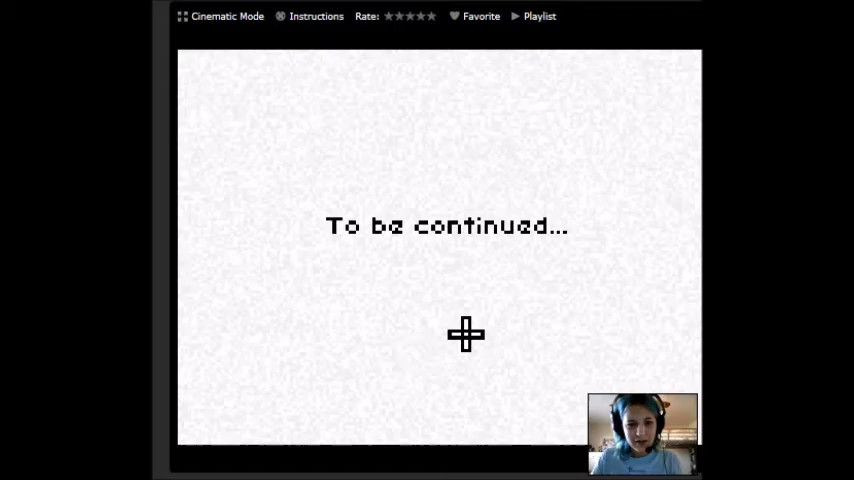 Cinematic Mode Instructions Rate: Favorite Playlist
To be continued...